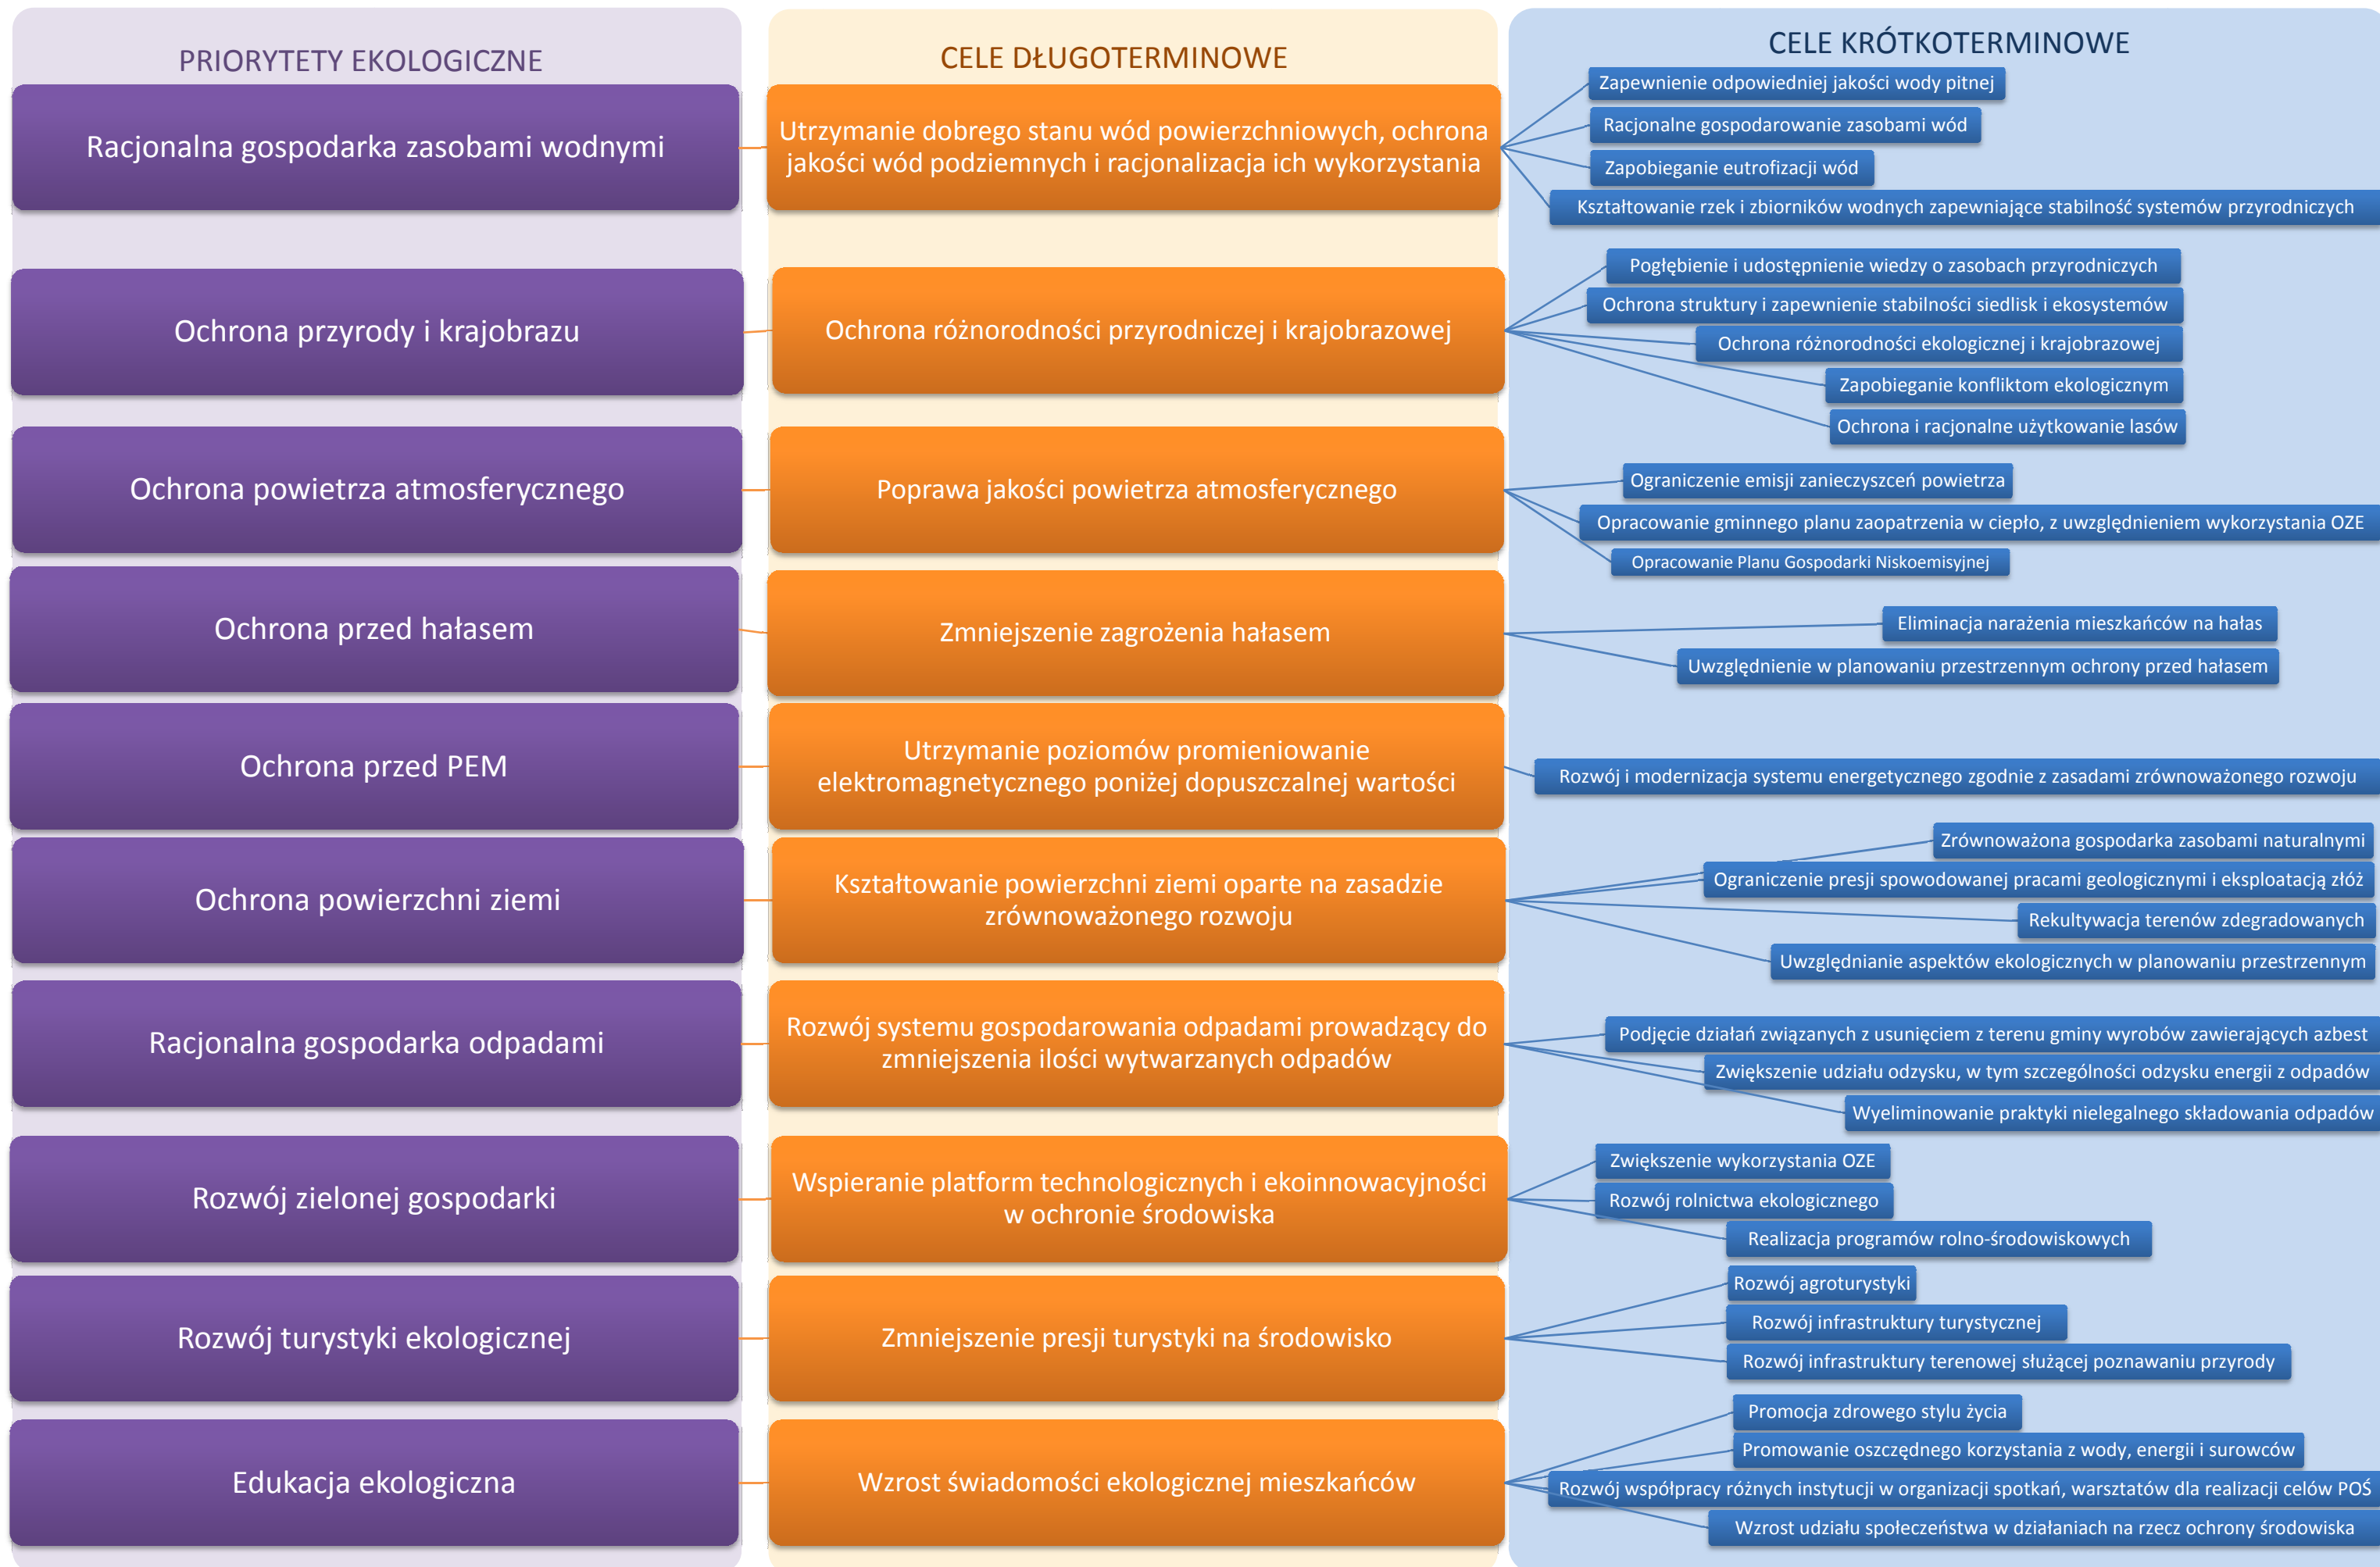 PRIORYTETY EKOLOGICZNE
CELE DŁUGOTERMINOWE
CELE KRÓTKOTERMINOWE
Racjonalna gospodarka zasobami wodnymi
Utrzymanie dobrego stanu wód powierzchniowych, ochrona
jakości wód podziemnych i racjonalizacja ich wykorzystania
Zapewnienie odpowiedniej jakości wody pitnej
Racjonalne gospodarowanie zasobami wód
Zapobieganie eutrofizacji wód
Kształtowanie rzek i zbiorników wodnych zapewniające stabilność systemów przyrodniczych
Ochrona przyrody i krajobrazu
Ochrona różnorodności przyrodniczej i krajobrazowej
Pogłębienie i udostępnienie wiedzy o zasobach przyrodniczych
Ochrona struktury i zapewnienie stabilności siedlisk i ekosystemów
Ochrona różnorodności ekologicznej i krajobrazowej
Zapobieganie konfliktom ekologicznym
Ochrona i racjonalne użytkowanie lasów
Ochrona powietrza atmosferycznego
Poprawa jakości powietrza atmosferycznego
Ograniczenie emisji zanieczyszceń powietrza
Opracowanie gminnego planu zaopatrzenia w ciepło, z uwzględnieniem wykorzystania OZE
Opracowanie Planu Gospodarki Niskoemisyjnej
Ochrona przed hałasem
Zmniejszenie zagrożenia hałasem
Eliminacja narażenia mieszkańców na hałas
Uwzględnienie w planowaniu przestrzennym ochrony przed hałasem
Ochrona przed PEM
Utrzymanie poziomów promieniowanie
elektromagnetycznego poniżej dopuszczalnej wartości
Rozwój i modernizacja systemu energetycznego zgodnie z zasadami zrównoważonego rozwoju
Ochrona powierzchni ziemi
Kształtowanie powierzchni ziemi oparte na zasadzie
zrównoważonego rozwoju
Zrównoważona gospodarka zasobami naturalnymi
Ograniczenie presji spowodowanej pracami geologicznymi i eksploatacją złóż
Rekultywacja terenów zdegradowanych
Uwzględnianie aspektów ekologicznych w planowaniu przestrzennym
Racjonalna gospodarka odpadami
Rozwój systemu gospodarowania odpadami prowadzący do
zmniejszenia ilości wytwarzanych odpadów
Podjęcie działań związanych z usunięciem z terenu gminy wyrobów zawierających azbest
Zwiększenie udziału odzysku, w tym szczególności odzysku energii z odpadów
Wyeliminowanie praktyki nielegalnego składowania odpadów
Rozwój zielonej gospodarki
Wspieranie platform technologicznych i ekoinnowacyjności
w ochronie środowiska
Zwiększenie wykorzystania OZE
Rozwój rolnictwa ekologicznego
Realizacja programów rolno-środowiskowych
Rozwój turystyki ekologicznej
Zmniejszenie presji turystyki na środowisko
Rozwój agroturystyki
Rozwój infrastruktury turystycznej
Rozwój infrastruktury terenowej służącej poznawaniu przyrody
Edukacja ekologiczna
Wzrost świadomości ekologicznej mieszkańców
Promocja zdrowego stylu życia
Promowanie oszczędnego korzystania z wody, energii i surowców
Rozwój współpracy różnych instytucji w organizacji spotkań, warsztatów dla realizacji celów POŚ
Wzrost udziału społeczeństwa w działaniach na rzecz ochrony środowiska